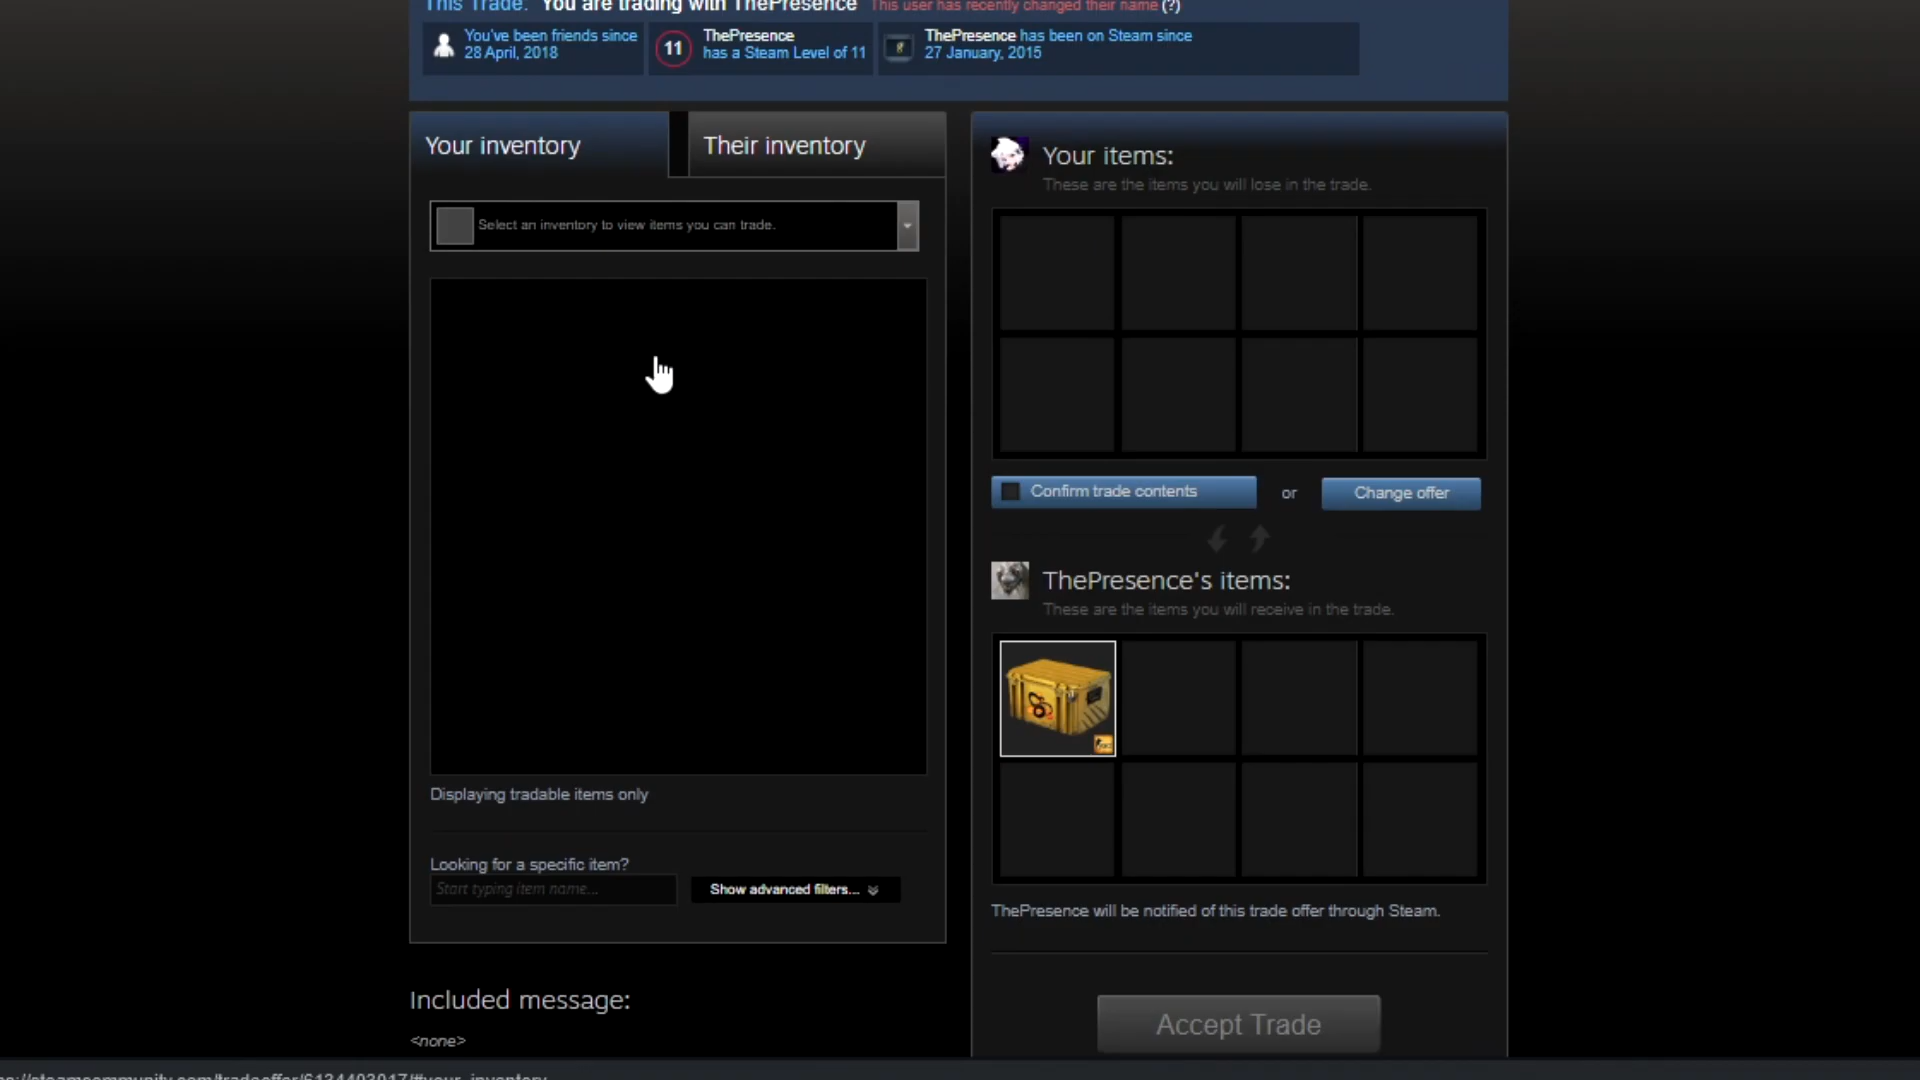 This Trade: You are trading with ThePresence This user has recently changed their name (?)
You've been friends since
28 April, 2018
11
ThePresence
has a Steam Level of 11
8
ThePresence has been on Steam since
27 January, 2015
Your inventory
Their inventory
Select an inventory to view items you can trade.
Displaying tradable items only
Looking for a specific item?
Start typing item name...
Show advanced filters...
Included message:
<none>
Your items:
These are the items you will lose in the trade.
Confirm trade contents
or
Change offer
ThePresence's items:
These are the items you will receive in the trade.
ThePresence will be notified of this trade offer through Steam.
Accept Trade